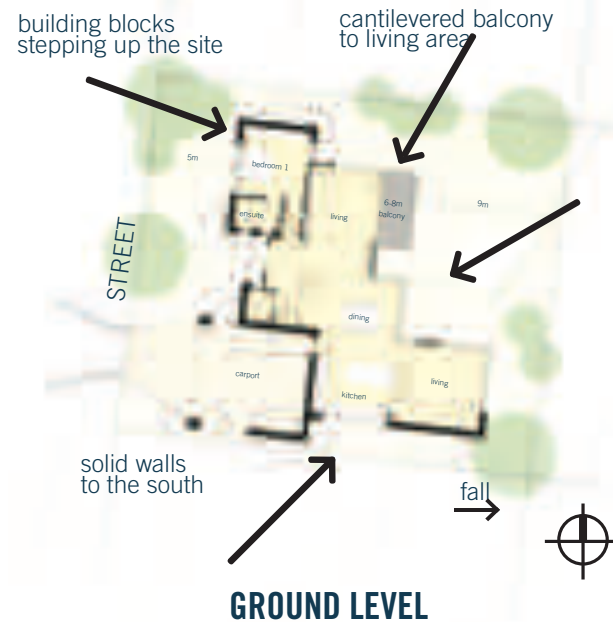 building blocks
stepping up the site
cantilevered balcony
to living area
5m
bedroom 1
ensuite
living
6-8m
balcony
9m
STREET
dining
carport
living
kitchen
solid walls
to the south
fall
GROUND LEVEL